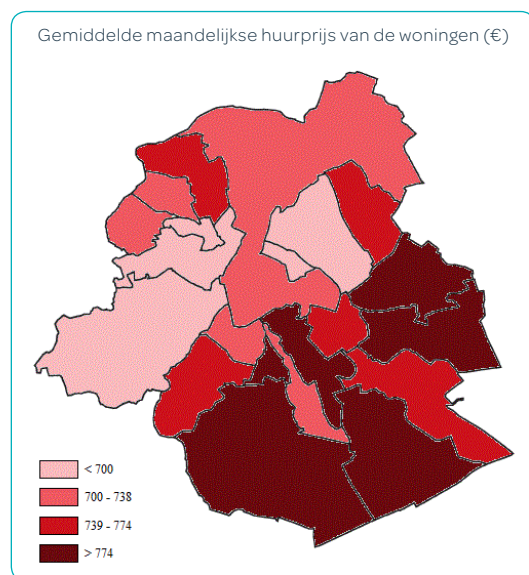 Gemiddelde maandelijkse huurprijs van de woningen (€)
< 700
700 - 738
739 - 774
> 774